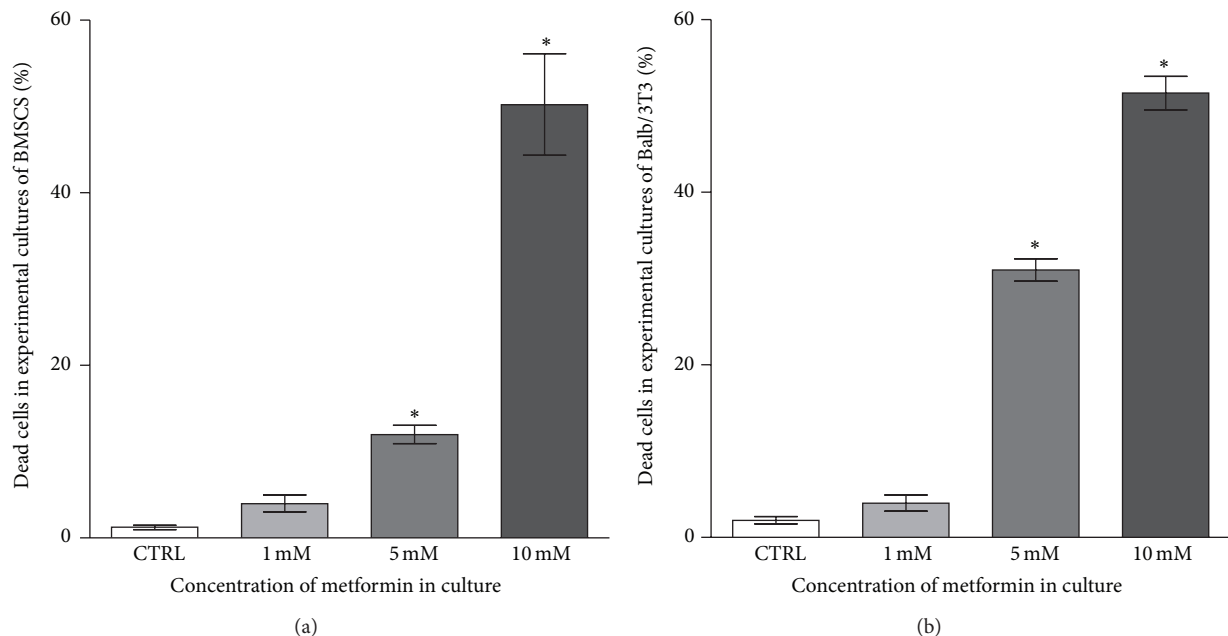 Dead cells in experimental cultures of BMSCS (%)
60
40
20
0
*
*
CTRL 1 mM 5 mM 10 mM
Concentration of metformin in culture
(a)
Dead cells in experimental cultures of Balb/3T3 (%)
60
40
20
0
*
*
CTRL 1 mM 5 mM 10 mM
Concentration of metformin in culture
(b)